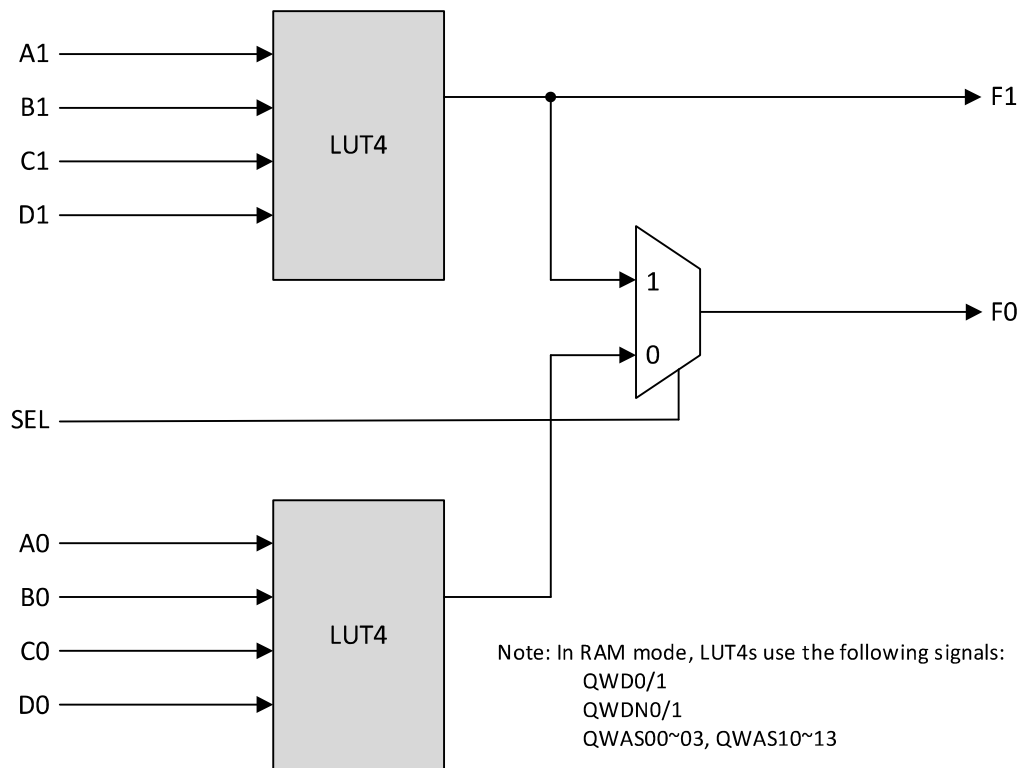 A1
B1
C1
D1
LUT4
F1
1
0
F0
SEL
A0
B0
C0
D0
LUT4
Note: In RAM mode, LUT4s use the following signals:
QWD0/1
QWDN0/1
QWAS00~03, QWAS10~13